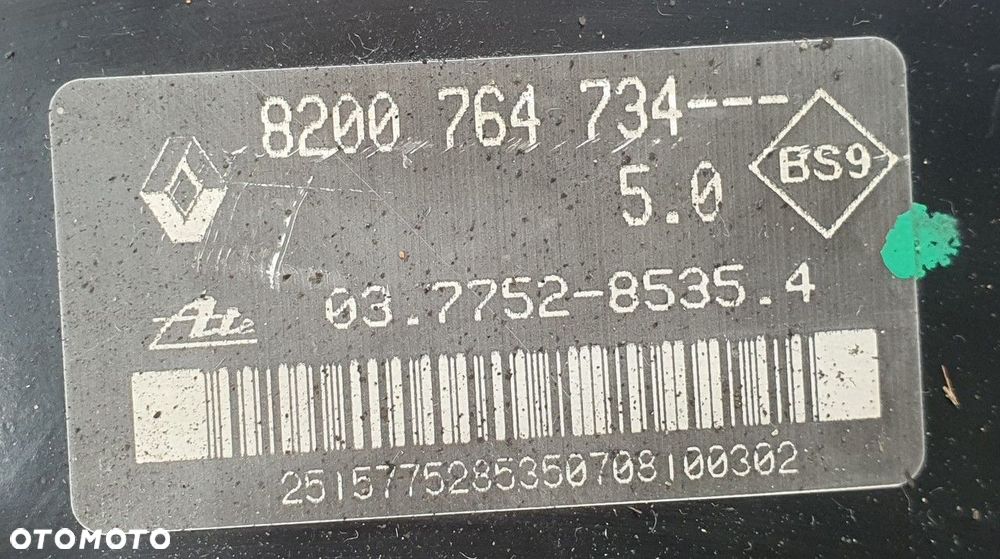 8200 764 734---
5.0
BS9
Ate
03.7752-8535.4
2515775285350708100302
OTOMOTO